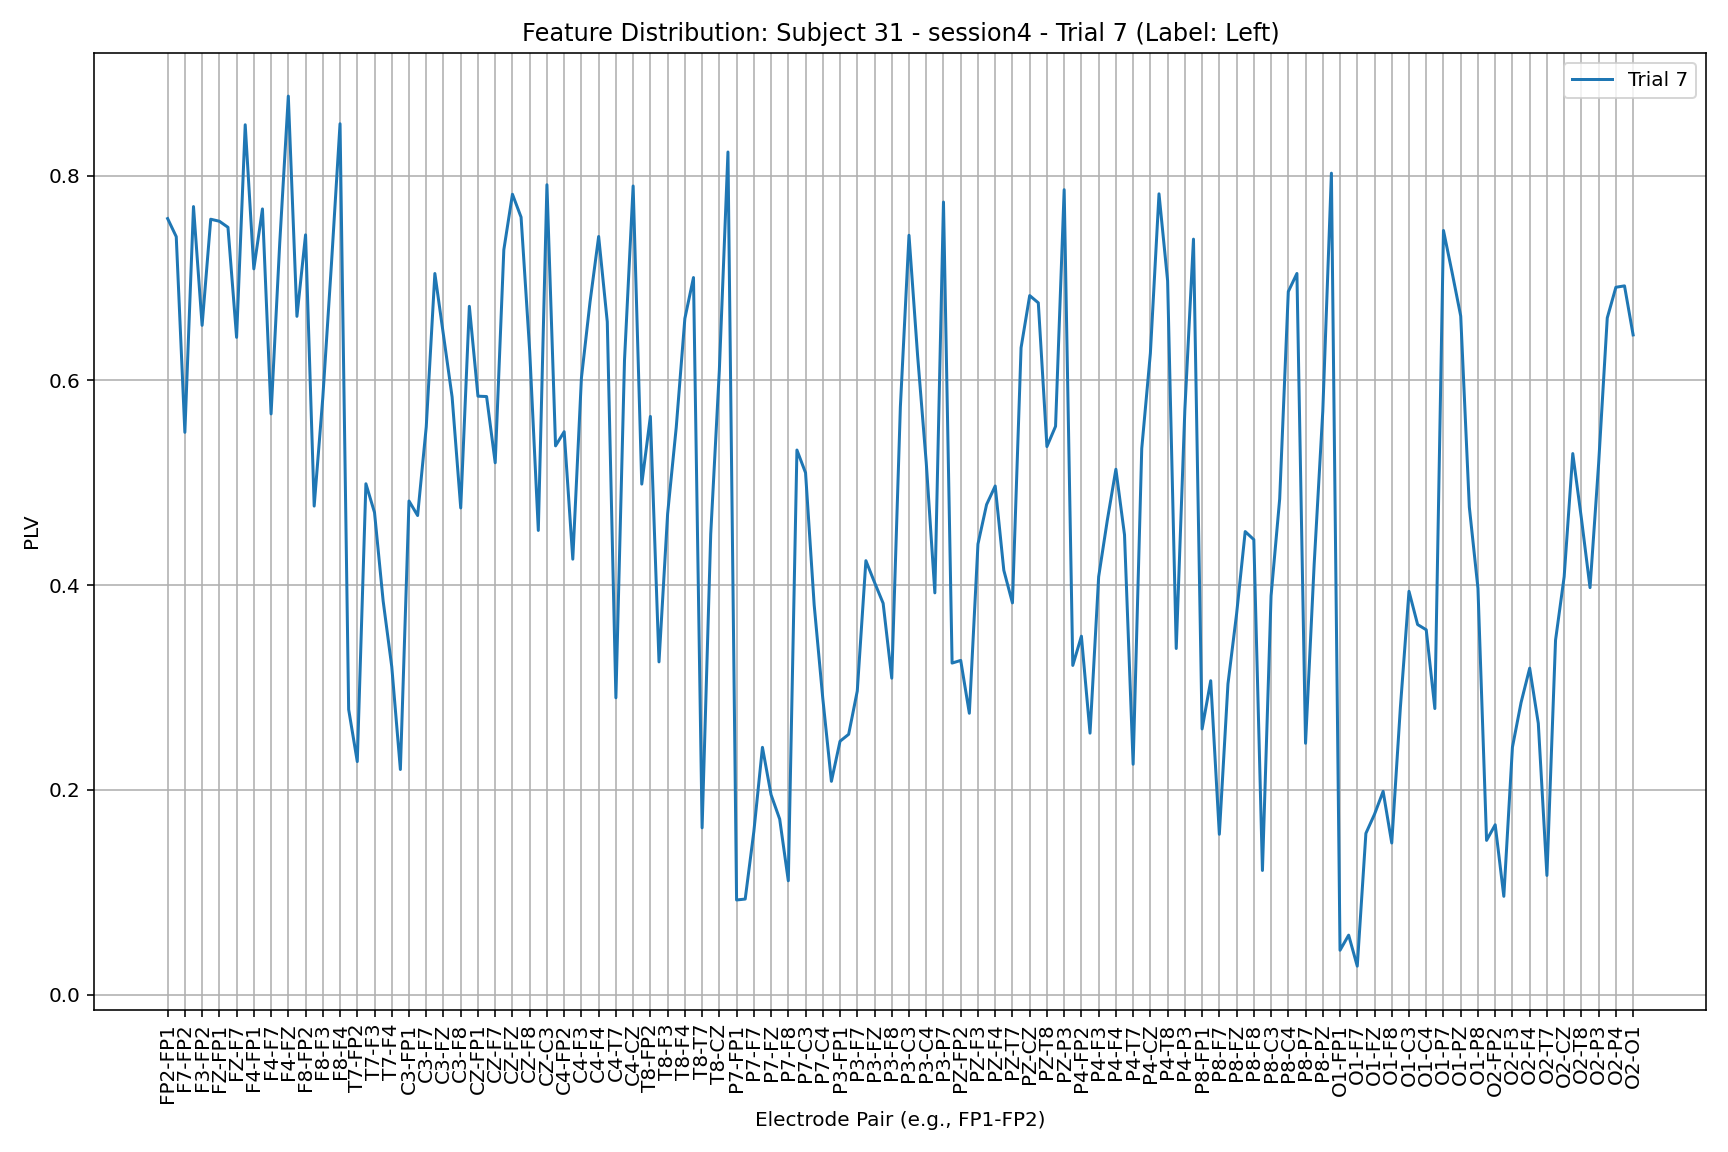 Feature Distribution: Subject 31 - session4 - Trial 7 (Label: Left)
Trial 7
PLV
0.8
0.6
0.4
0.2
0.0
FP2-FP1
F7-FP2
F3-FP2
FZ-FP1
FZ-F7
F4-FP1
F4-F7
F4-FZ
F8-FP2
F8-F3
F8-F4
T7-FP2
T7-F3
T7-F4
C3-FP1
C3-F7
C3-FZ
C3-F8
CZ-FP1
CZ-F7
CZ-FZ
CZ-F8
CZ-C3
C4-FP2
C4-F3
C4-F4
C4-T7
C4-CZ
T8-FP2
T8-F3
T8-F4
T8-T7
T8-CZ
P7-FP1
P7-F7
P7-FZ
P7-F8
P7-C3
P7-C4
P3-FP1
P3-F7
P3-FZ
P3-F8
P3-C3
P3-C4
P3-P7
PZ-FP2
PZ-F3
PZ-F4
PZ-T7
PZ-CZ
PZ-T8
PZ-P3
P4-FP2
P4-F3
P4-F4
P4-T7
P4-CZ
P4-T8
P4-P3
P8-FP1
P8-F7
P8-FZ
P8-F8
P8-C3
P8-C4
P8-P7
P8-PZ
O1-FP1
O1-F7
O1-FZ
O1-F8
O1-C3
O1-C4
O1-P7
O1-PZ
O1-P8
O2-FP2
O2-F3
O2-F4
O2-T7
O2-CZ
O2-T8
O2-P3
O2-P4
O2-O1
Electrode Pair (e.g., FP1-FP2)